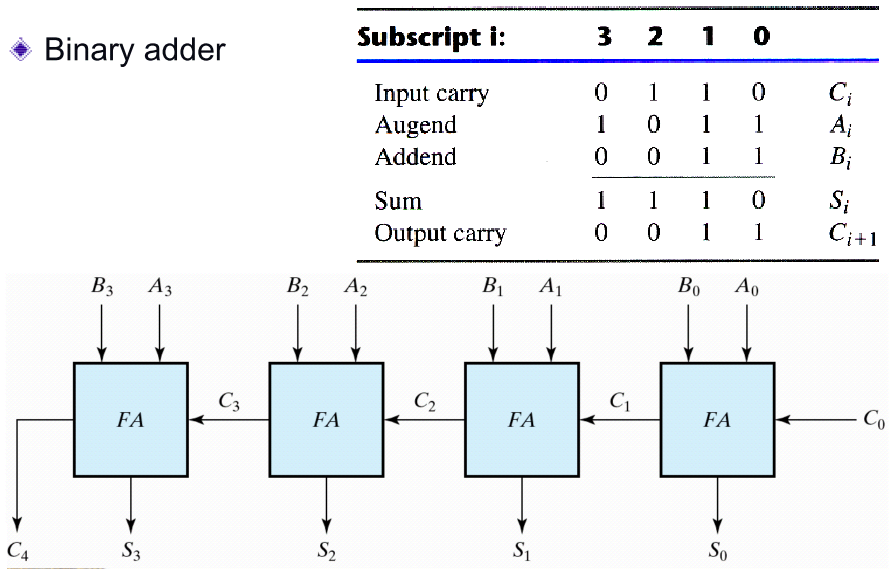 Binary adder
Subscript i: 3 2 1 0
Input carry 0 1 1 0 Cᵢ
Augend 1 0 1 1 Aᵢ
Addend 0 0 1 1 Bᵢ
Sum 1 1 1 0 Sᵢ
Output carry 0 0 1 1 Cᵢ₊₁
B₃ A₃ B₂ A₂ B₁ A₁ B₀ A₀
FA C₃ FA C₂ FA C₁ FA C₀
C₄ S₃ S₂ S₁ S₀